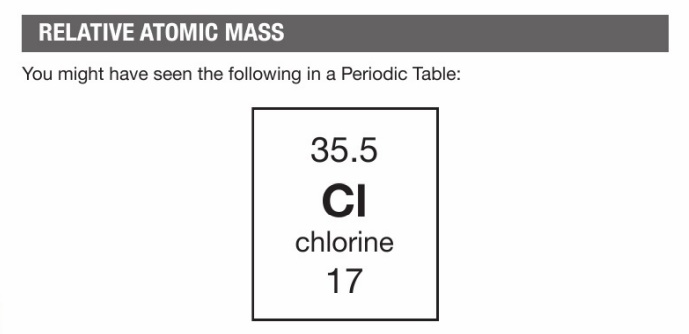 RELATIVE ATOMIC MASS
You might have seen the following in a Periodic Table:
35.5
Cl
chlorine
17